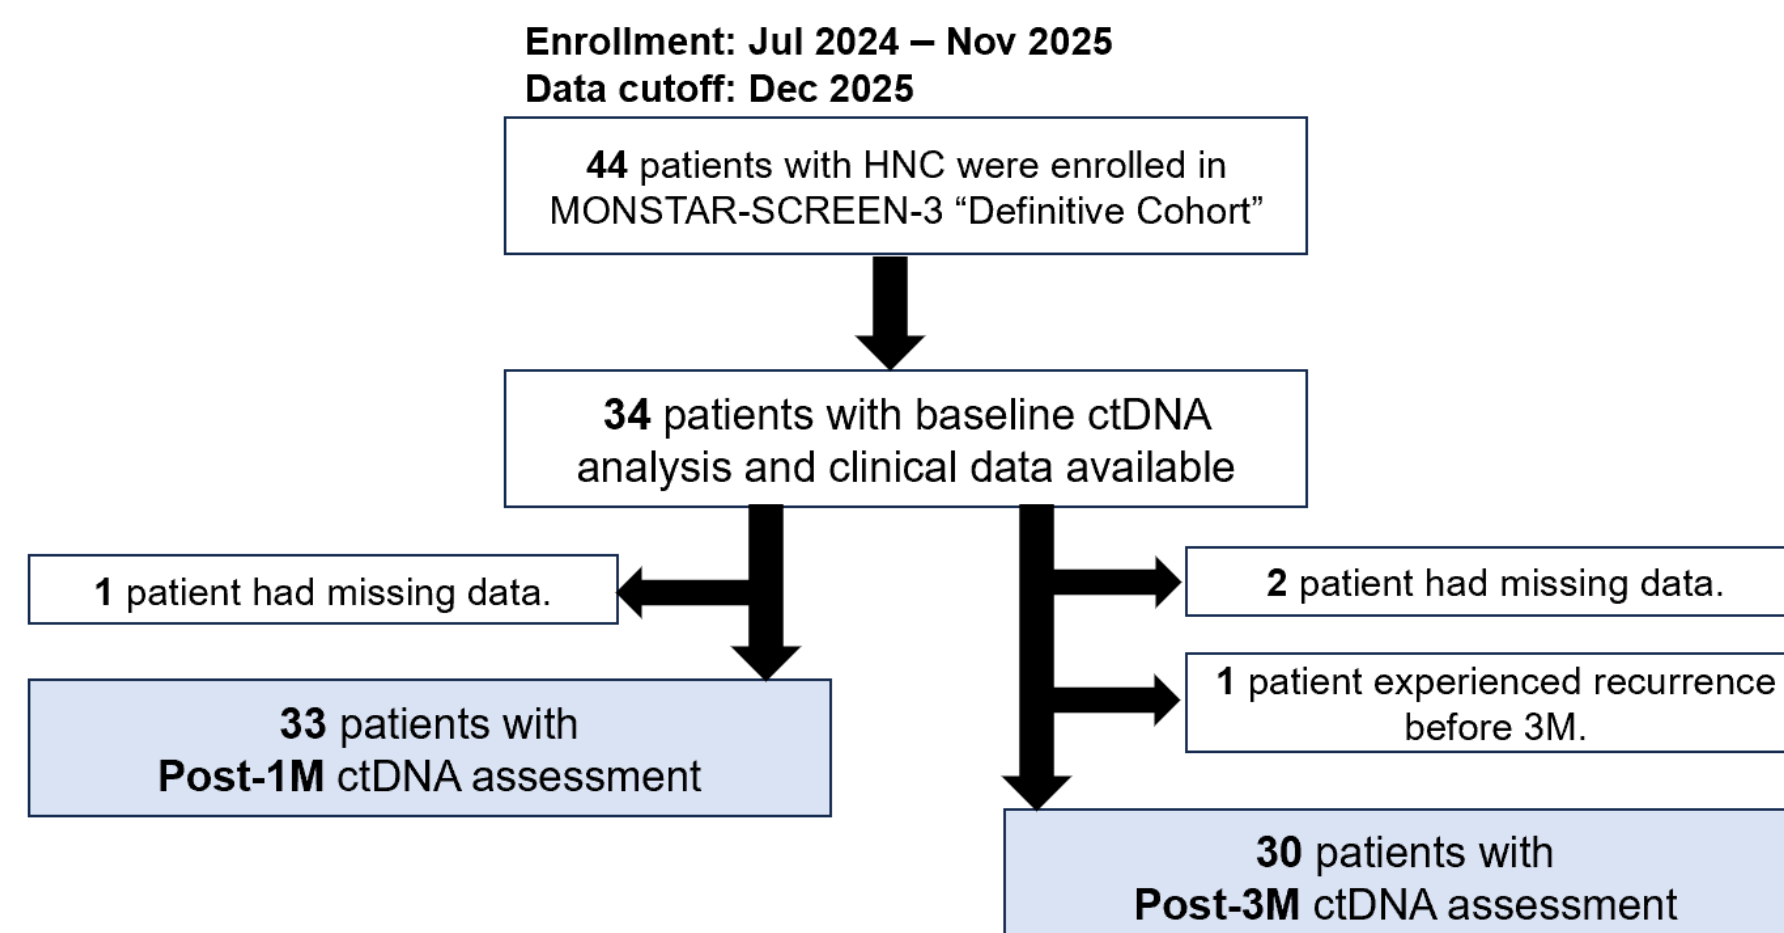 Enrollment: Jul 2024 – Nov 2025
Data cutoff: Dec 2025
44 patients with HNC were enrolled in
MONSTAR-SCREEN-3 “Definitive Cohort”
34 patients with baseline ctDNA
analysis and clinical data available
1 patient had missing data.
2 patient had missing data.
1 patient experienced recurrence
before 3M.
33 patients with
Post-1M ctDNA assessment
30 patients with
Post-3M ctDNA assessment